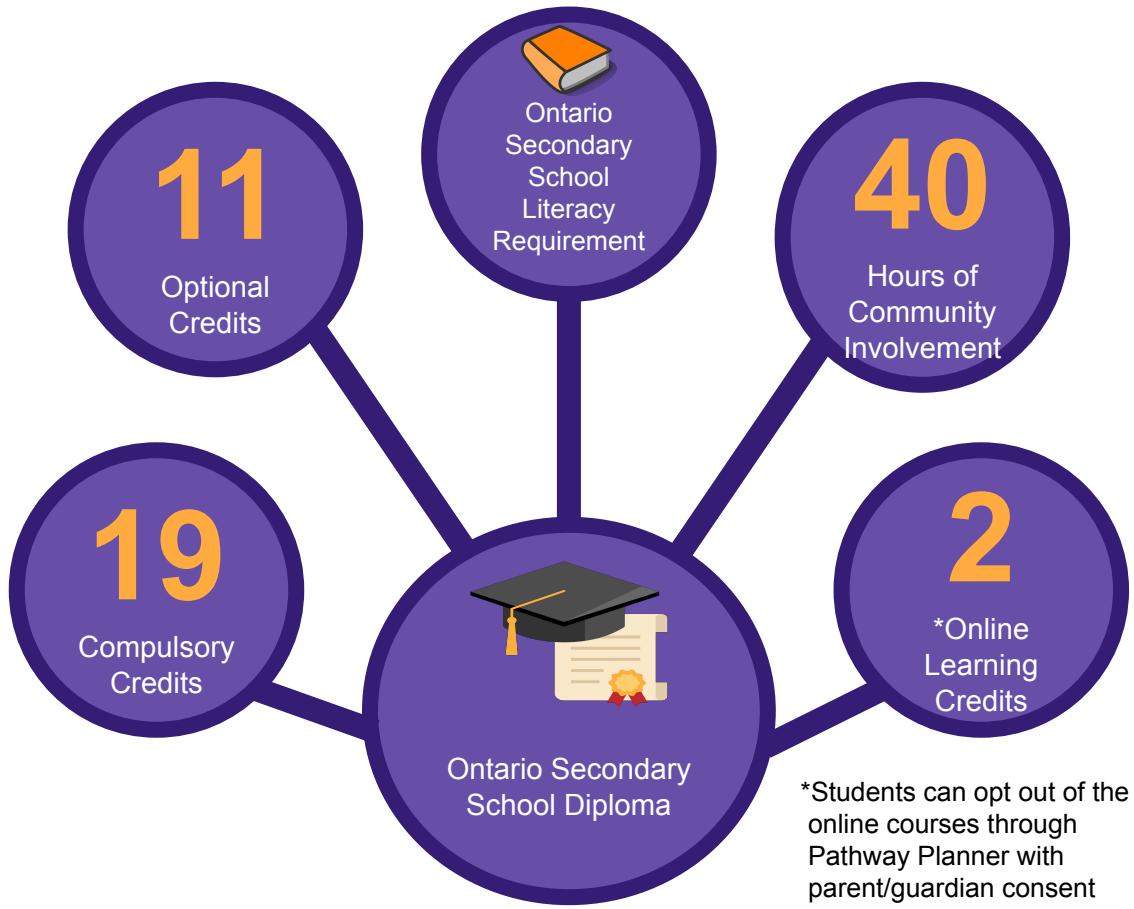 11
Optional
Credits
Ontario
Secondary
School
Literacy
Requirement
40
Hours of
Community
Involvement
19
Compulsory
Credits
2
*Online
Learning
Credits
Ontario Secondary
School Diploma
*Students can opt out of the
online courses through
Pathway Planner with
parent/guardian consent